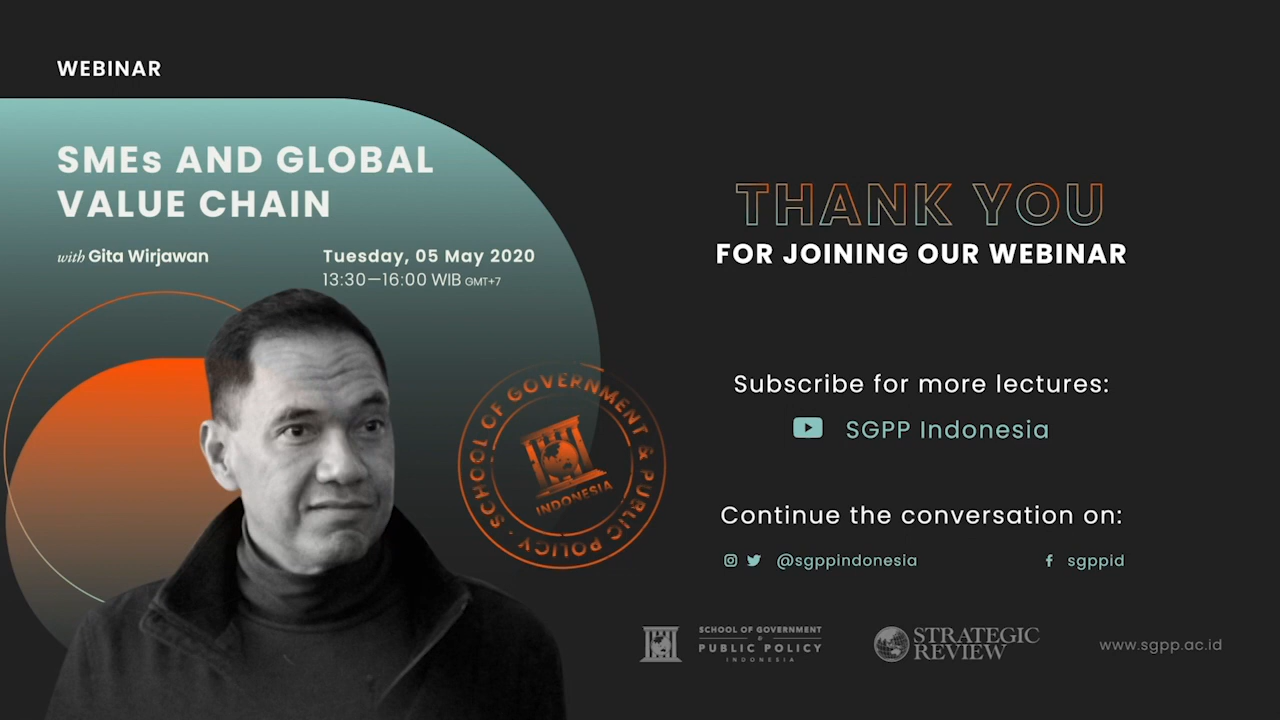 WEBINAR
SMEs AND GLOBAL
VALUE CHAIN
with Gita Wirjawan
Tuesday, 05 May 2020
13:30—16:00 WIB GMT+7
SCHOOL OF GOVERNMENT & PUBLIC POLICY ·
INDONESIA
THANK YOU
FOR JOINING OUR WEBINAR
Subscribe for more lectures:
SGPP Indonesia
Continue the conversation on:
@sgppindonesia
sgppid
SCHOOL OF GOVERNMENT
&
PUBLIC POLICY
INDONESIA
STRATEGIC
REVIEW
www.sgpp.ac.id